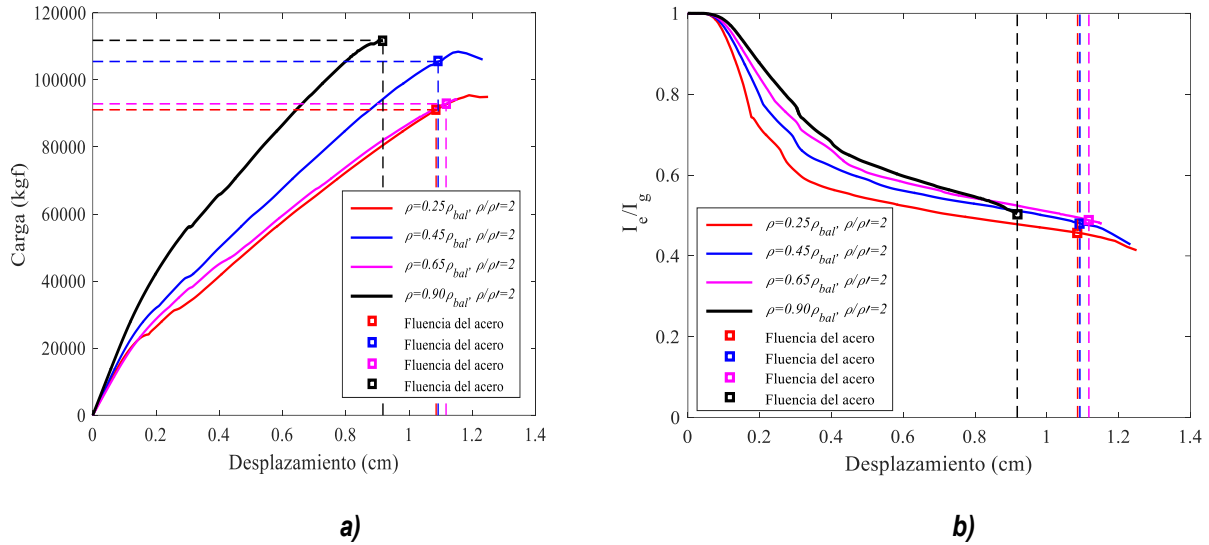 120000
100000
80000
60000
40000
20000
0
Carga (kgf)
0 0.2 0.4 0.6 0.8 1 1.2 1.4
Desplazamiento (cm)
ρ=0.25ρbal, ρ/ρ′=2
ρ=0.45ρbal, ρ/ρ′=2
ρ=0.65ρbal, ρ/ρ′=2
ρ=0.90ρbal, ρ/ρ′=2
Fluencia del acero
Fluencia del acero
Fluencia del acero
Fluencia del acero
a)
1
0.8
0.6
0.4
0.2
0
Ie/Ig
0 0.2 0.4 0.6 0.8 1 1.2 1.4
Desplazamiento (cm)
ρ=0.25ρbal, ρ/ρ′=2
ρ=0.45ρbal, ρ/ρ′=2
ρ=0.65ρbal, ρ/ρ′=2
ρ=0.90ρbal, ρ/ρ′=2
Fluencia del acero
Fluencia del acero
Fluencia del acero
Fluencia del acero
b)